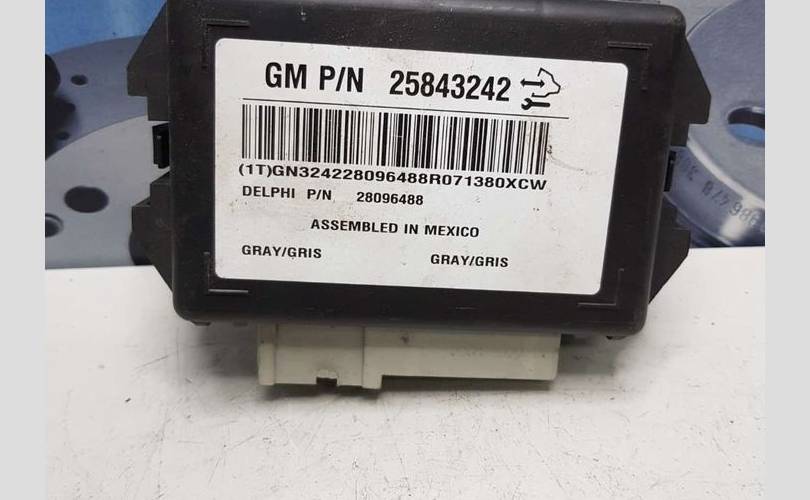 GM P/N 25843242
(1T)GN324228096488R071380XCW
DELPHI P/N 28096488
ASSEMBLED IN MEXICO
GRAY/GRIS GRAY/GRIS